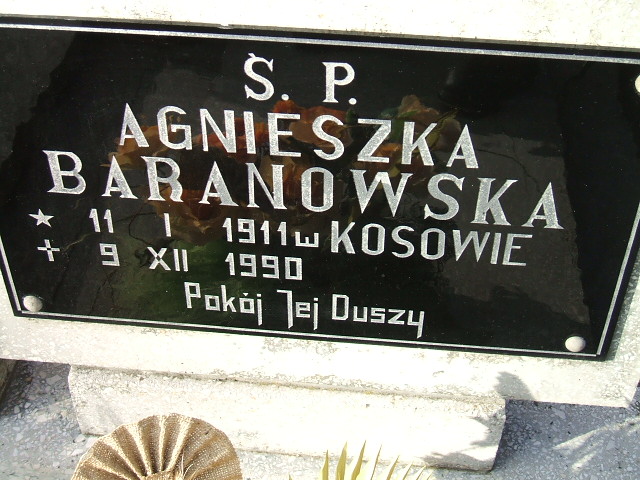 Ś. P.
AGNIESZKA
BARANOWSKA
★ 11 I 1911 w KOSOWIE
✝ 9 XII 1990
Pokój Jej Duszy